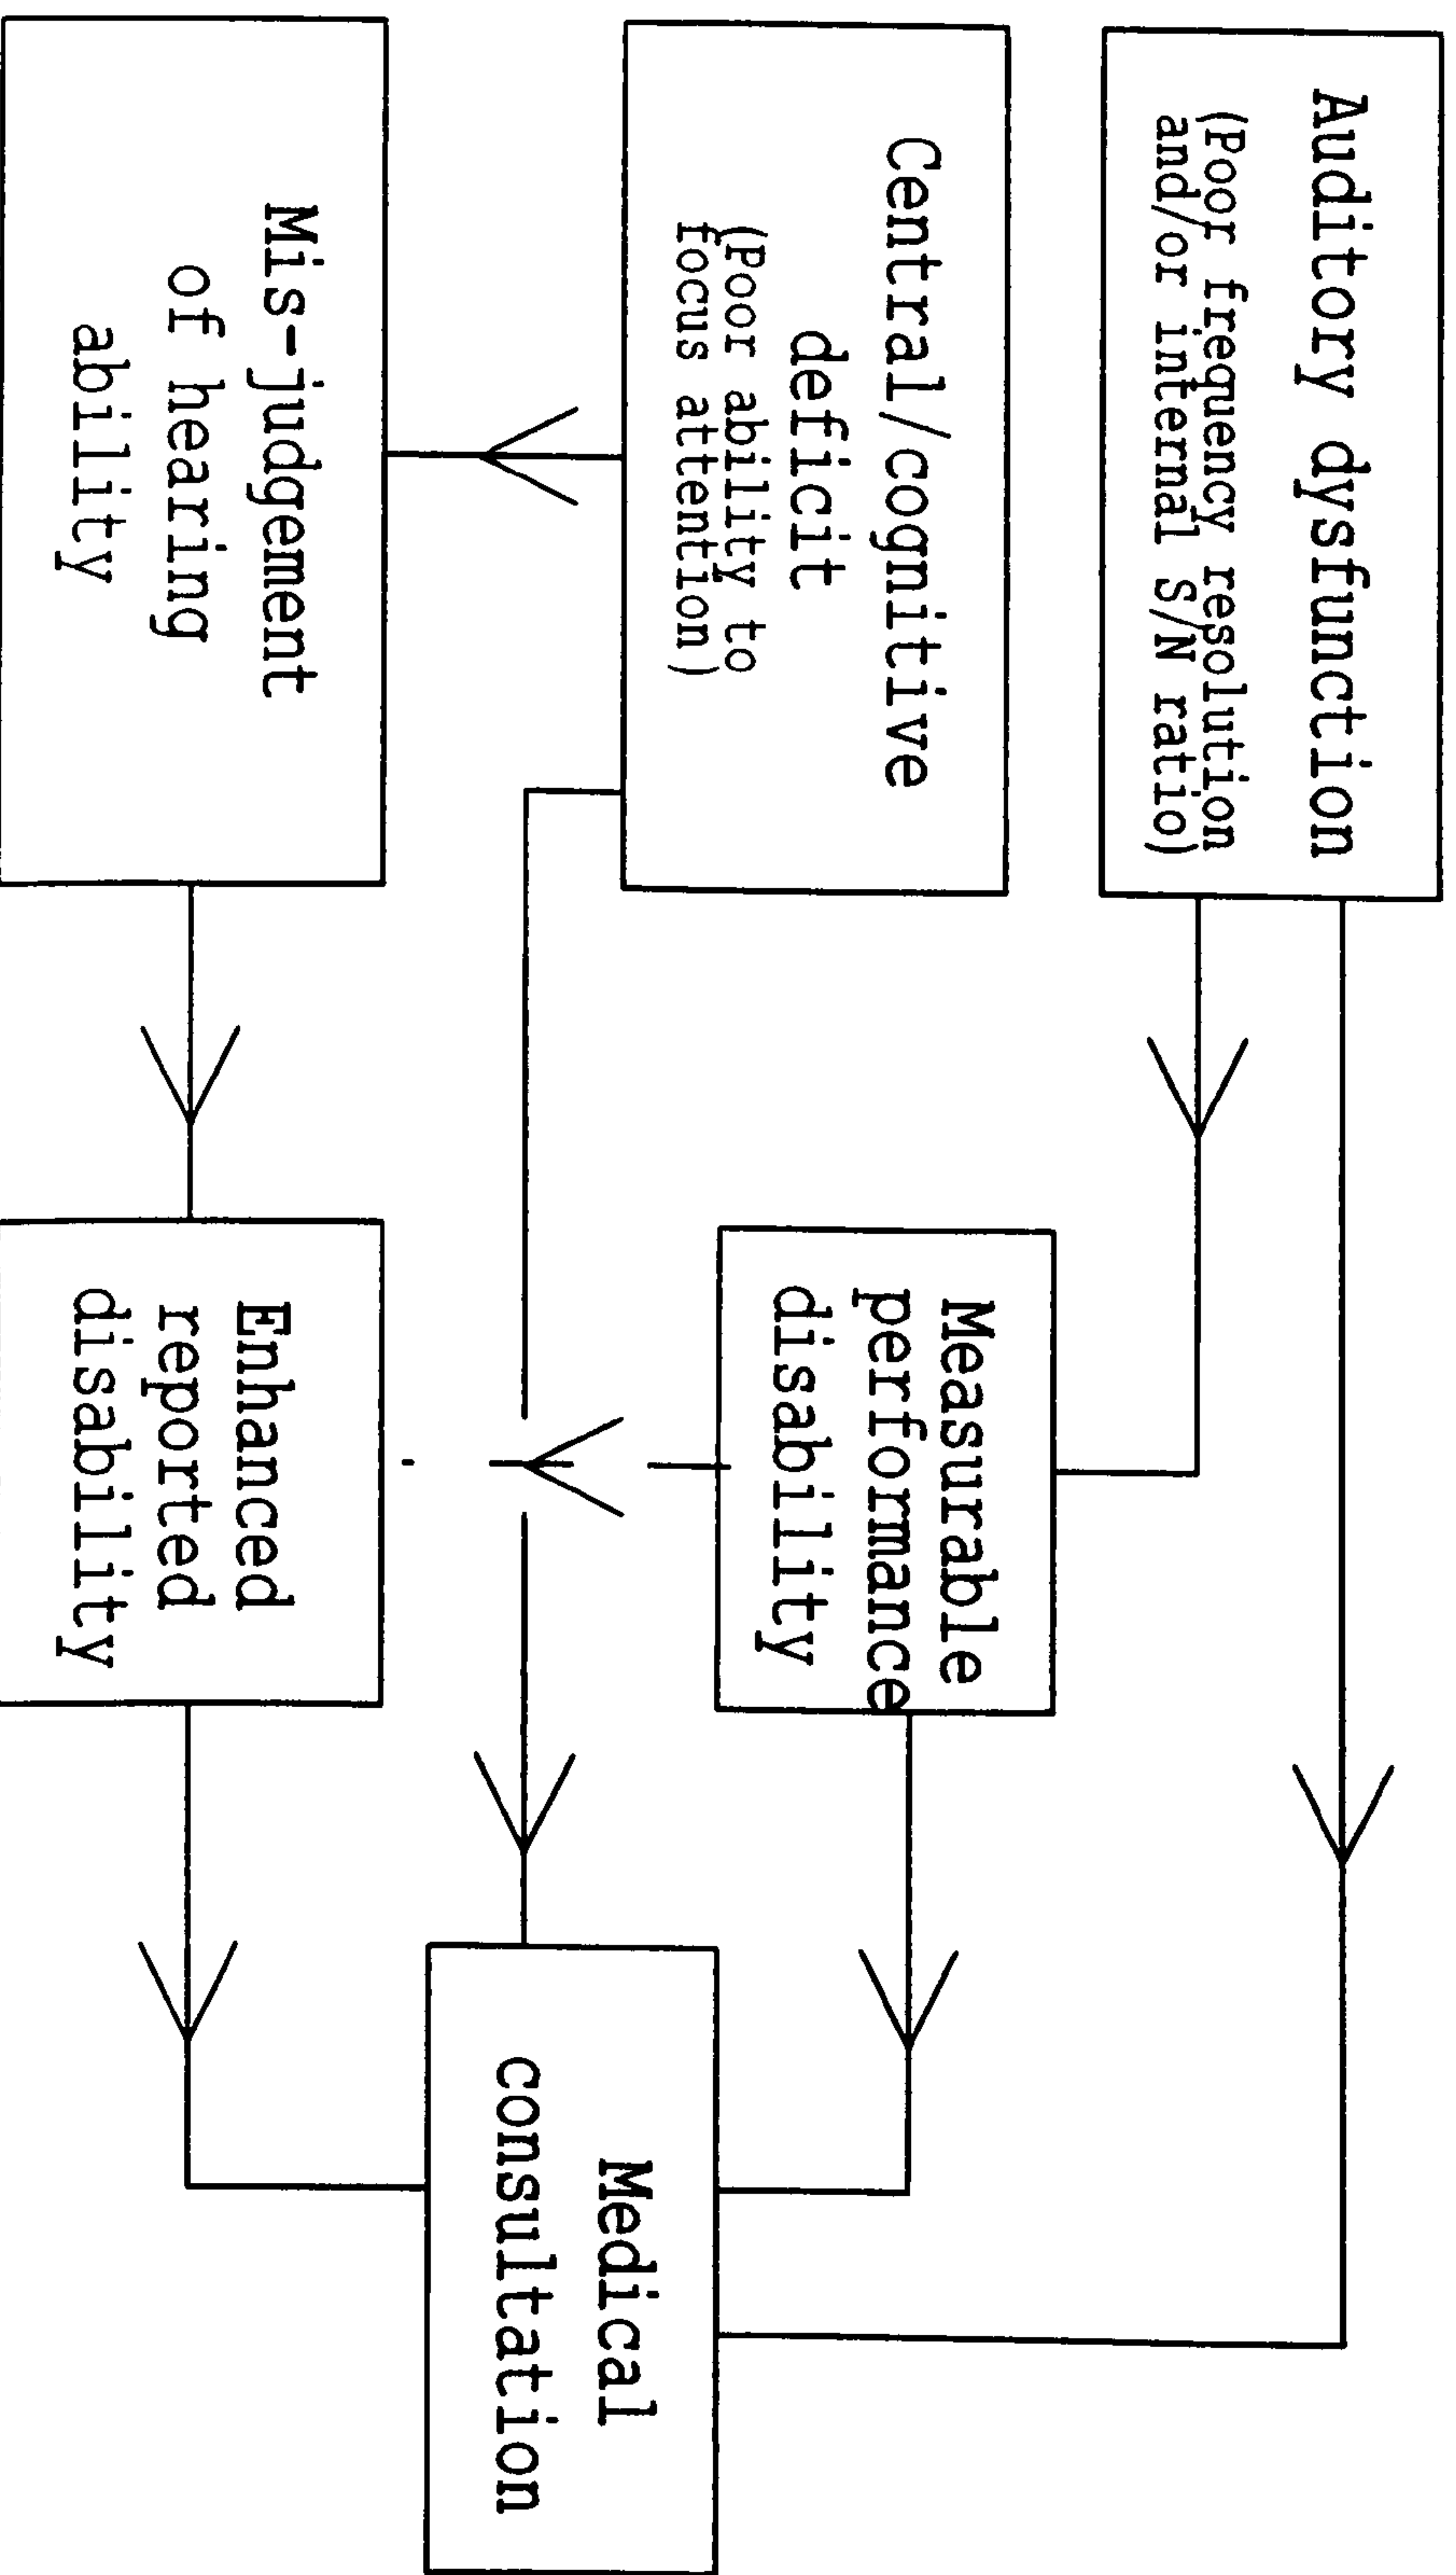 Auditory dysfunction
(Poor frequency resolution
and/or internal S/N ratio)
Central/cognitive
deficit
(Poor ability to
focus attention)
Mis-judgement
of hearing
ability
Measurable
performance
disability
Enhanced
reported
disability
Medical
consultation